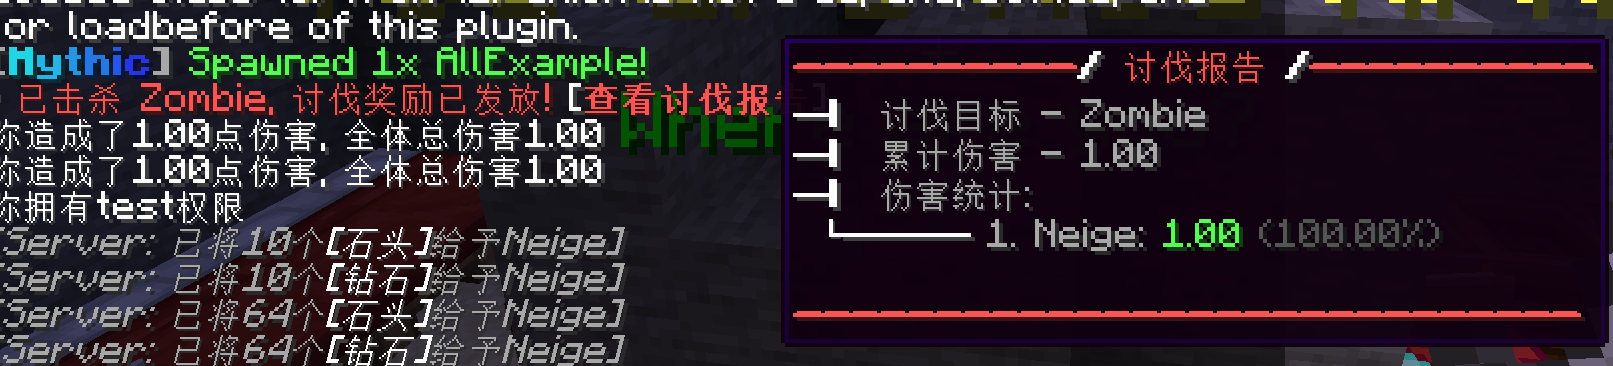 or loadbefore of this plugin.
[Mythic] Spawned 1x AllExample!
已击杀 Zombie, 讨伐奖励已发放! [查看讨伐报告]
你造成了1.00点伤害, 全体总伤害1.00
你造成了1.00点伤害, 全体总伤害1.00
你拥有test权限
[Server: 已将10个[石头]给予Neige]
[Server: 已将10个[钻石]给予Neige]
[Server: 已将64个[石头]给予Neige]
[Server: 已将64个[钻石]给予Neige]
/ 讨伐报告 /
讨伐目标 - Zombie
累计伤害 - 1.00
伤害统计:
1. Neige: 1.00 (100.00%)